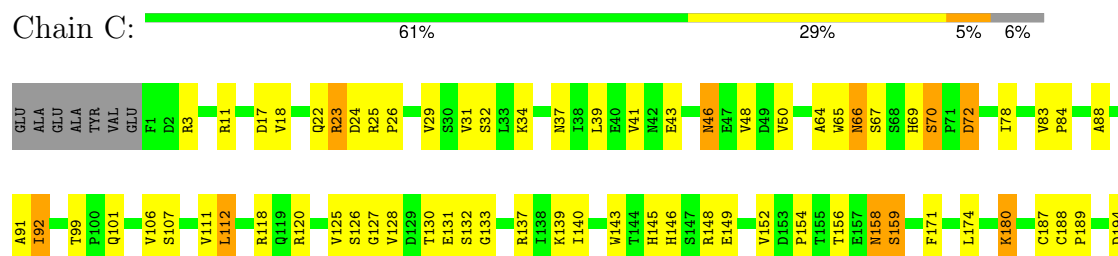 Chain C:
61% 29% 5% 6%
GLU ALA GLU ALA TYR VAL GLU F1 D2 R3 R11 D17 V18 Q22 R23 D24 R25 P26 V29 S30 V31 S32 L33 K34 N37 I38 L39 E40 V41 N42 E43 N46 E47 V48 D49 V50 A64 W65 N66 S67 S68 H69 S70 P71 D72 I78 V83 P84 A88
A91 I92 T99 P100 Q101 V106 S107 V111 L112 R118 Q119 R120 V125 S126 G127 V128 D129 T130 E131 S132 G133 R137 I138 K139 I140 W143 T144 H145 H146 S147 R148 E149 V152 D153 P154 T155 T156 E157 N158 S159 F171 L174 K180 C187 C188 P189